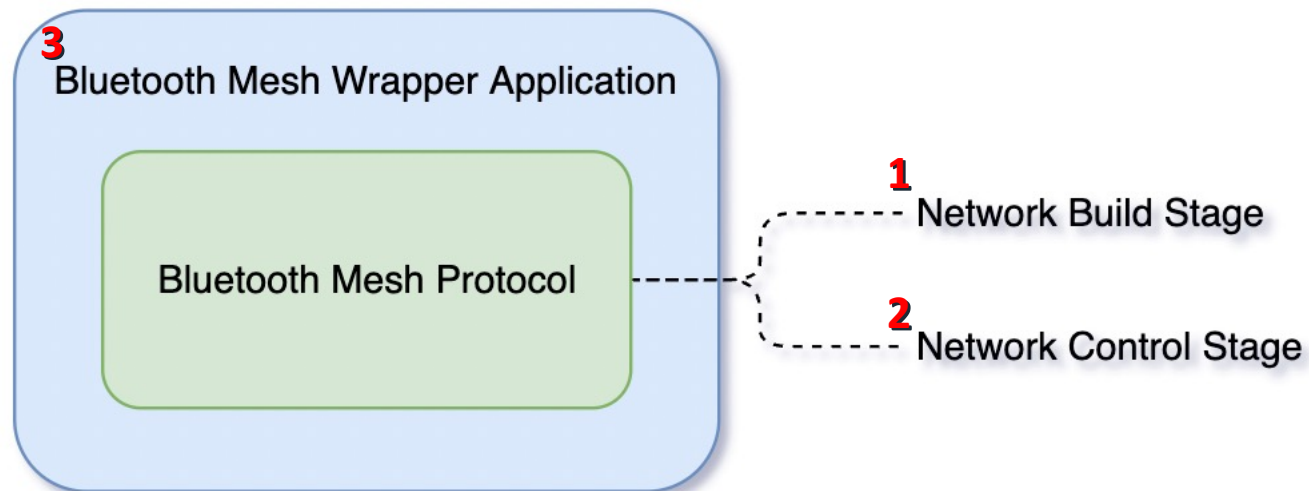 3
Bluetooth Mesh Wrapper Application
1
Network Build Stage
Bluetooth Mesh Protocol
2
Network Control Stage